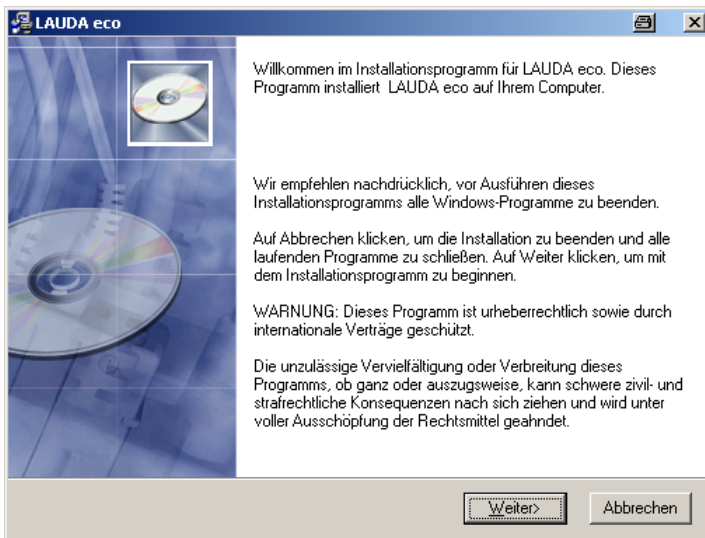 LAUDA eco
Willkommen im Installationsprogramm für LAUDA eco. Dieses
Programm installiert LAUDA eco auf Ihrem Computer.
Wir empfehlen nachdrücklich, vor Ausführen dieses
Installationsprogramms alle Windows-Programme zu beenden.
Auf Abbrechen klicken, um die Installation zu beenden und alle
laufenden Programme zu schließen. Auf Weiter klicken, um mit
dem Installationsprogramm zu beginnen.
WARNUNG: Dieses Programm ist urheberrechtlich sowie durch
internationale Verträge geschützt.
Die unzulässige Vervielfältigung oder Verbreitung dieses
Programms, ob ganz oder auszugsweise, kann schwere zivil- und
strafrechtliche Konsequenzen nach sich ziehen und wird unter
voller Ausschöpfung der Rechtsmittel geahndet.
Weiter> Abbrechen